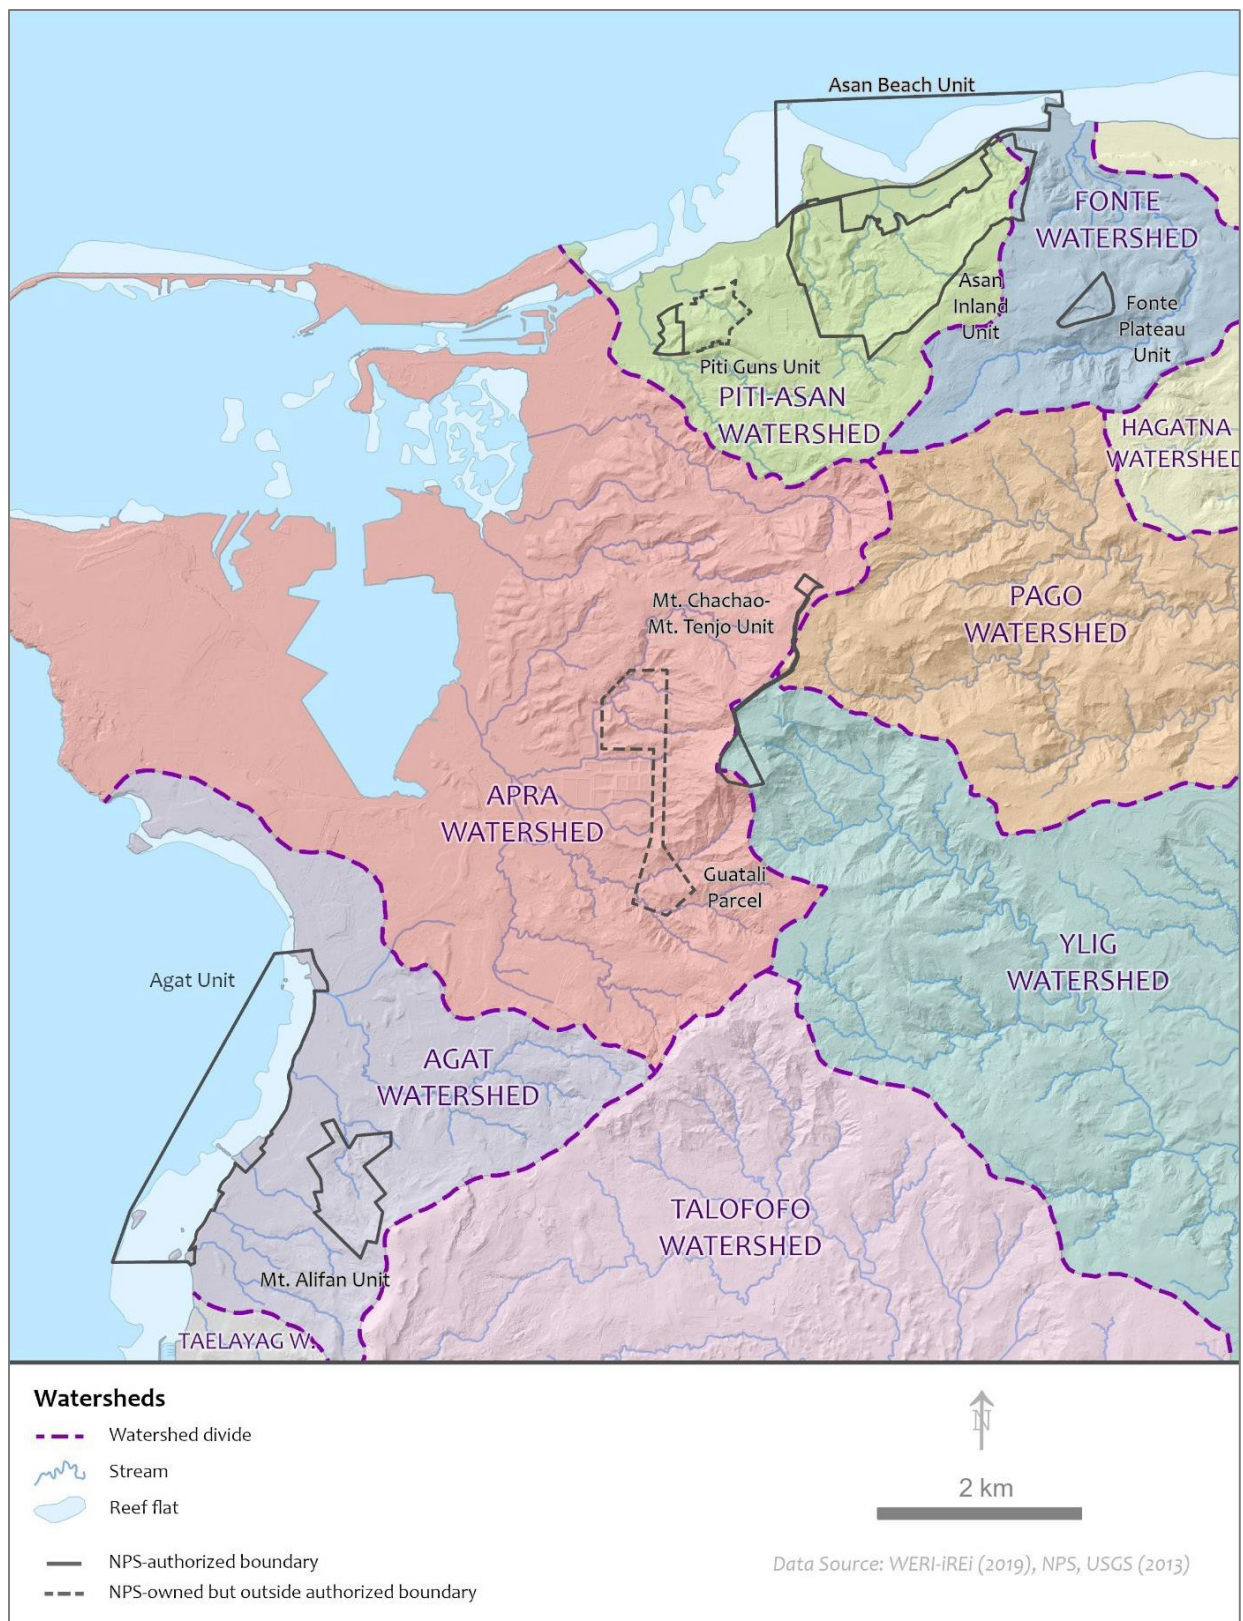 Asan Beach Unit
FONTE
WATERSHED
Asan
Inland
Unit
Fonte
Plateau
Unit
Piti Guns Unit
PITI-ASAN
WATERSHED
HAGATNA
WATERSHED
Mt. Chachao-
Mt. Tenjo Unit
PAGO
WATERSHED
APRA
WATERSHED
Guatali
Parcel
YLIG
WATERSHED
Agat Unit
AGAT
WATERSHED
TALOFOFO
WATERSHED
Mt. Alifan Unit
TAELAYAG W.
Watersheds
Watershed divide
Stream
Reef flat
NPS-authorized boundary
NPS-owned but outside authorized boundary
N
2 km
Data Source: WERI-iREi (2019), NPS, USGS (2013)